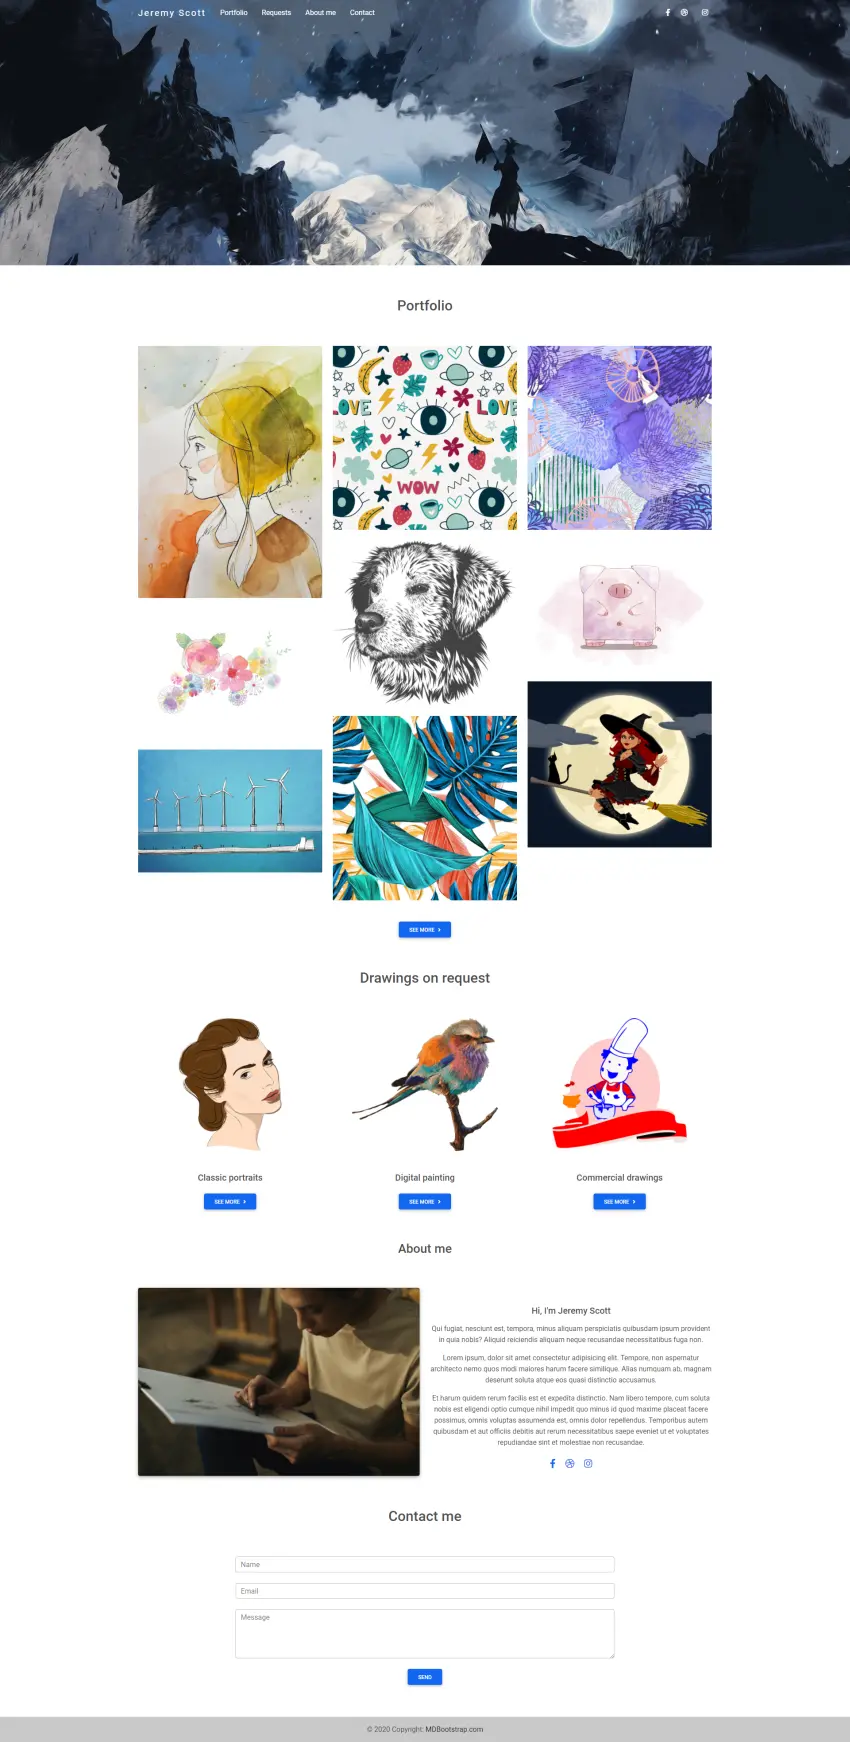 Jeremy Scott Portfolio Requests About me Contact
Portfolio
LOVE LOVE
WOW
SEE MORE
Drawings on request
Classic portraits Digital painting Commercial drawings
SEE MORE SEE MORE SEE MORE
About me
Hi, I'm Jeremy Scott
Qui fugiat, nesciunt est, tempora, minus aliquam perspiciatis quibusdam ipsum provident
in quia nobis? Aliquid reiciendis aliquam neque recusandae necessitatibus fuga non.
Lorem ipsum, dolor sit amet consectetur adipisicing elit. Tempore, non aspernatur
architecto nemo quos modi maiores harum facere similique. Alias numquam ab, magnam
deserunt soluta atque eos quasi distinctio accusamus.
Et harum quidem rerum facilis est et expedita distinctio. Nam libero tempore, cum soluta
nobis est eligendi optio cumque nihil impedit quo minus id quod maxime placeat facere
possimus, omnis voluptas assumenda est, omnis dolor repellendus. Temporibus autem
quibusdam et aut officiis debitis aut rerum necessitatibus saepe eveniet ut et voluptates
repudiandae sint et molestiae non recusandae.
Contact me
Name
Email
Message
SEND
© 2020 Copyright: MDBootstrap.com